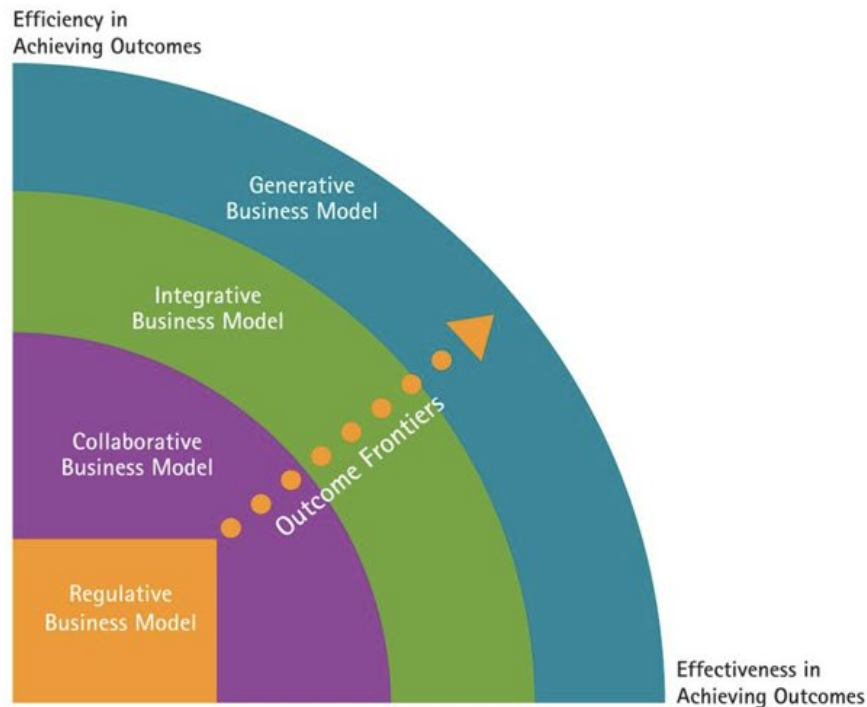 Efficiency in
Achieving Outcomes
Generative
Business Model
Integrative
Business Model
Collaborative
Business Model
Outcome Frontiers
Regulative
Business Model
Effectiveness in
Achieving Outcomes